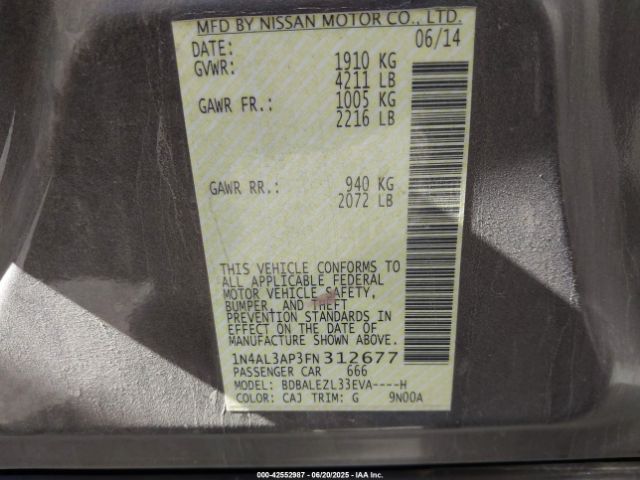 MFD BY NISSAN MOTOR CO., LTD.
DATE: 06/14
GVWR: 1910 KG
4211 LB
GAWR FR.: 1005 KG
2216 LB
GAWR RR.: 940 KG
2072 LB
THIS VEHICLE CONFORMS TO
ALL APPLICABLE FEDERAL
MOTOR VEHICLE SAFETY,
BUMPER, AND THEFT
PREVENTION STANDARDS IN
EFFECT ON THE DATE OF
MANUFACTURE SHOWN ABOVE.
1N4AL3AP3FN312677
PASSENGER CAR 666
MODEL: BDBALEZL33EVA----H
COLOR: CAJ TRIM: G 9N00A
000-42552987 - 06/20/2025 - IAA Inc.